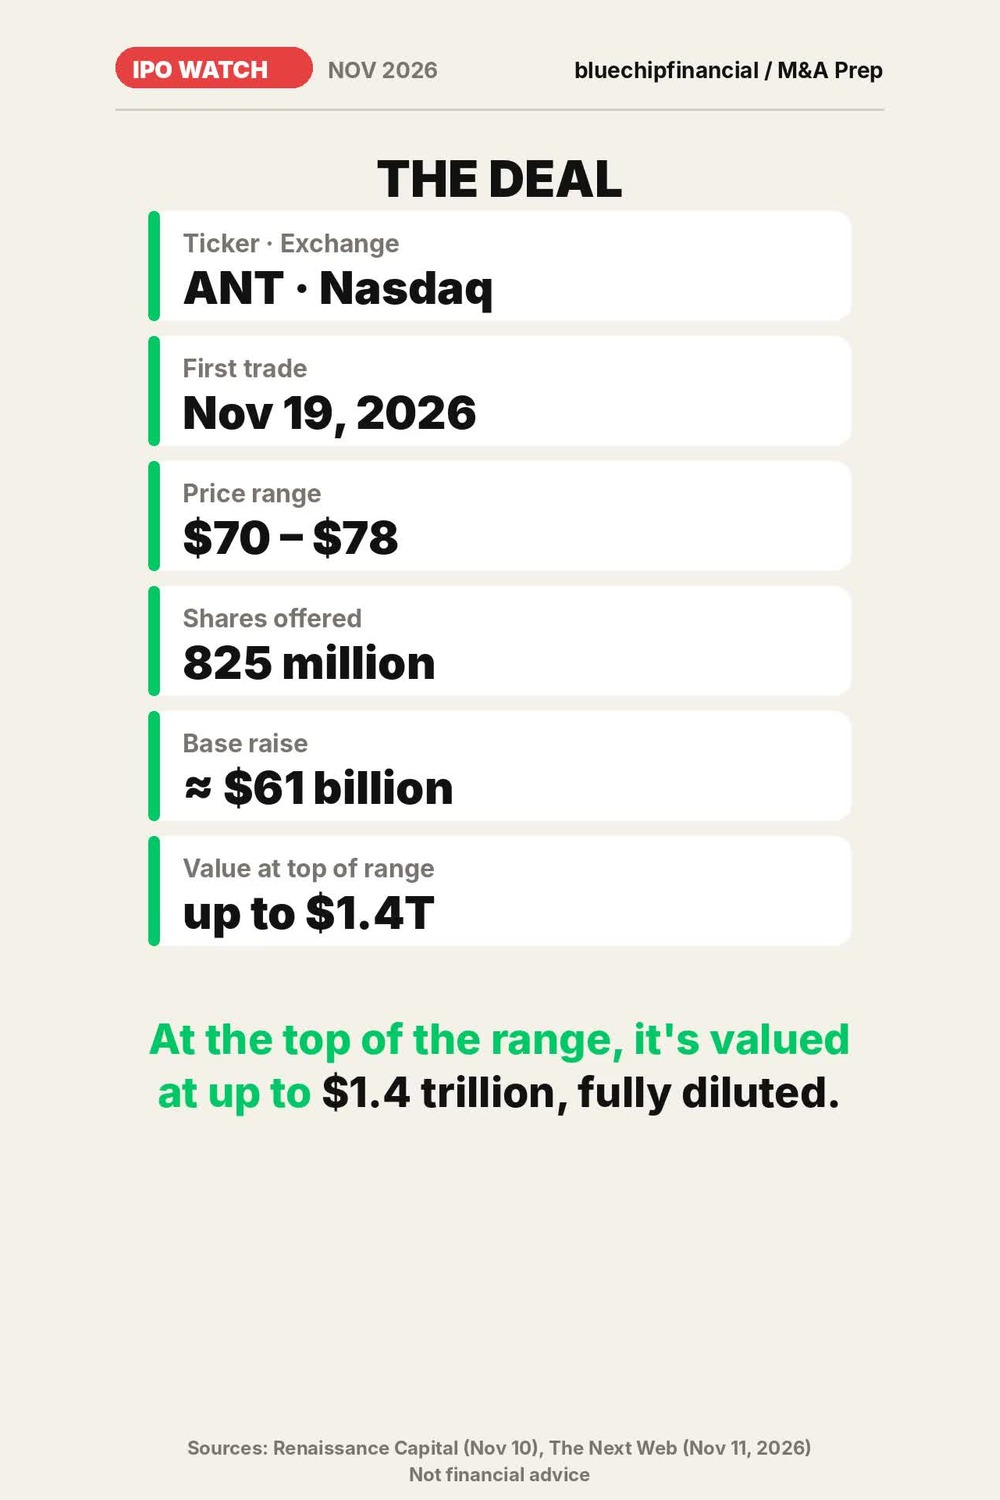 IPO WATCH NOV 2026 bluechipfinancial / M&A Prep
THE DEAL
Ticker · Exchange
ANT · Nasdaq
First trade
Nov 19, 2026
Price range
$70 – $78
Shares offered
825 million
Base raise
≈ $61 billion
Value at top of range
up to $1.4T
At the top of the range, it's valued
at up to $1.4 trillion, fully diluted.
Sources: Renaissance Capital (Nov 10), The Next Web (Nov 11, 2026)
Not financial advice